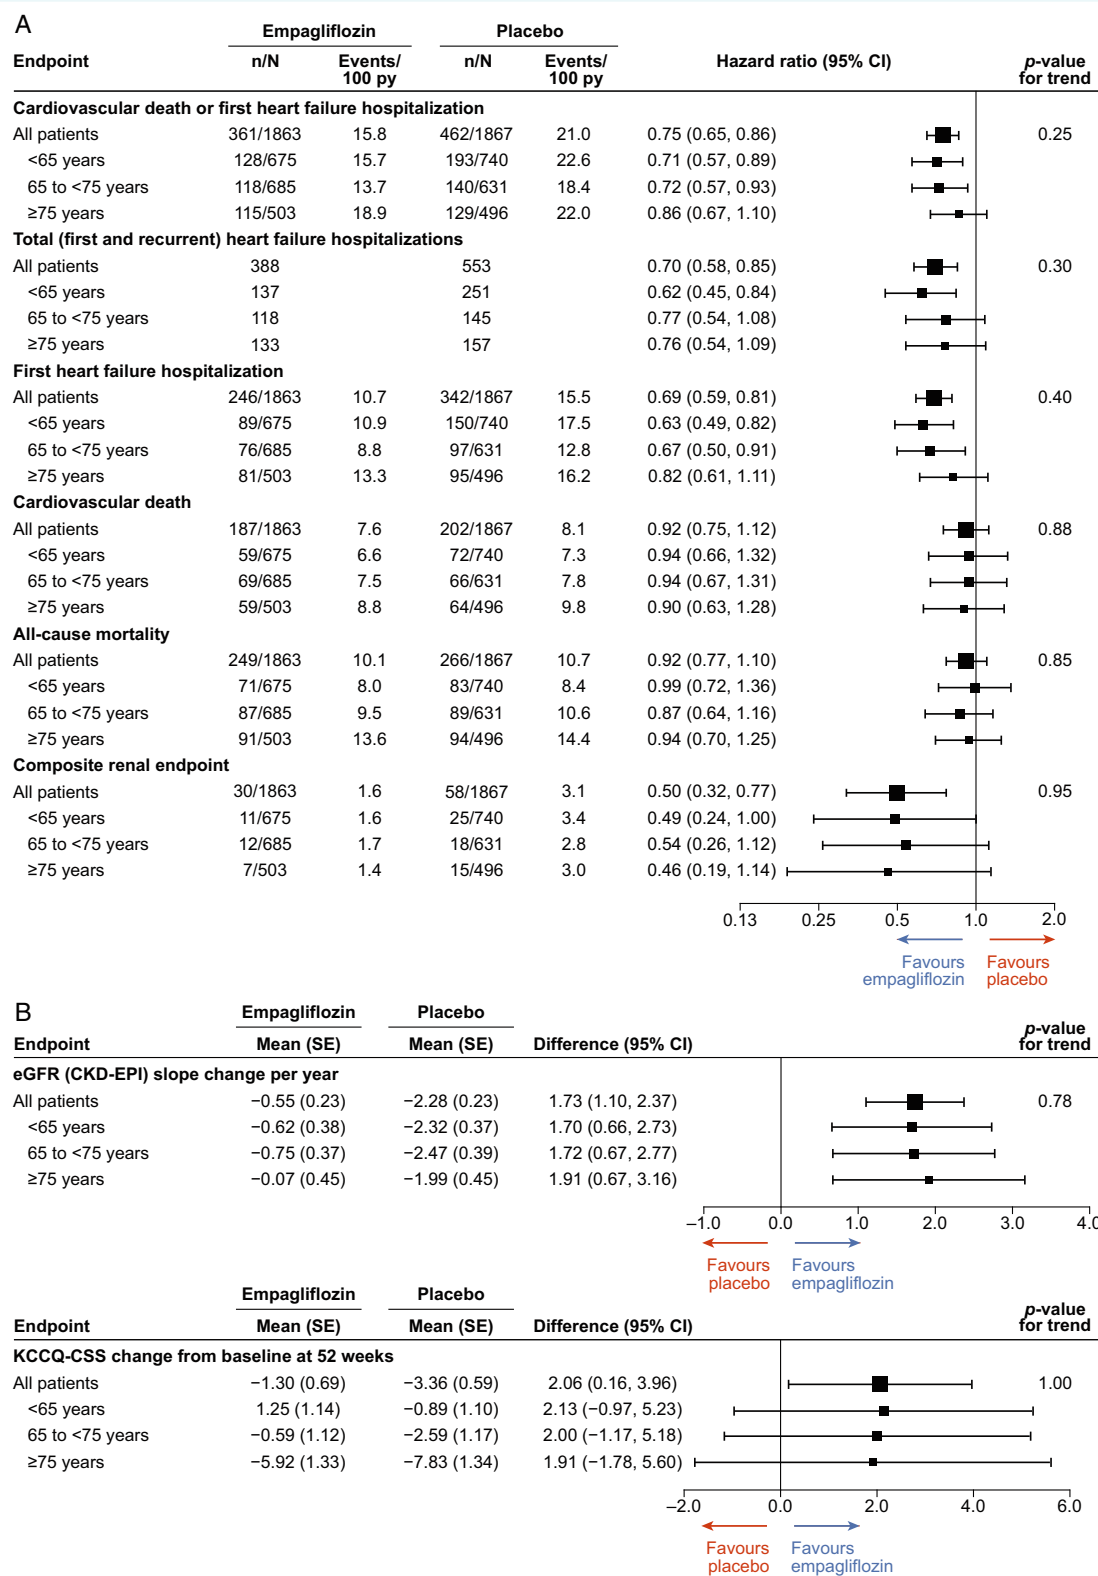 A
Empagliflozin Placebo
Endpoint n/N Events/ 100 py n/N Events/ 100 py Hazard ratio (95% CI) p-value for trend
Cardiovascular death or first heart failure hospitalization
All patients 361/1863 15.8 462/1867 21.0 0.75 (0.65, 0.86) 0.25
<65 years 128/675 15.7 193/740 22.6 0.71 (0.57, 0.89)
65 to <75 years 118/685 13.7 140/631 18.4 0.72 (0.57, 0.93)
≥75 years 115/503 18.9 129/496 22.0 0.86 (0.67, 1.10)
Total (first and recurrent) heart failure hospitalizations
All patients 388 553 0.70 (0.58, 0.85) 0.30
<65 years 137 251 0.62 (0.45, 0.84)
65 to <75 years 118 145 0.77 (0.54, 1.08)
≥75 years 133 157 0.76 (0.54, 1.09)
First heart failure hospitalization
All patients 246/1863 10.7 342/1867 15.5 0.69 (0.59, 0.81) 0.40
<65 years 89/675 10.9 150/740 17.5 0.63 (0.49, 0.82)
65 to <75 years 76/685 8.8 97/631 12.8 0.67 (0.50, 0.91)
≥75 years 81/503 13.3 95/496 16.2 0.82 (0.61, 1.11)
Cardiovascular death
All patients 187/1863 7.6 202/1867 8.1 0.92 (0.75, 1.12) 0.88
<65 years 59/675 6.6 72/740 7.3 0.94 (0.66, 1.32)
65 to <75 years 69/685 7.5 66/631 7.8 0.94 (0.67, 1.31)
≥75 years 59/503 8.8 64/496 9.8 0.90 (0.63, 1.28)
All-cause mortality
All patients 249/1863 10.1 266/1867 10.7 0.92 (0.77, 1.10) 0.85
<65 years 71/675 8.0 83/740 8.4 0.99 (0.72, 1.36)
65 to <75 years 87/685 9.5 89/631 10.6 0.87 (0.64, 1.16)
≥75 years 91/503 13.6 94/496 14.4 0.94 (0.70, 1.25)
Composite renal endpoint
All patients 30/1863 1.6 58/1867 3.1 0.50 (0.32, 0.77) 0.95
<65 years 11/675 1.6 25/740 3.4 0.49 (0.24, 1.00)
65 to <75 years 12/685 1.7 18/631 2.8 0.54 (0.26, 1.12)
≥75 years 7/503 1.4 15/496 3.0 0.46 (0.19, 1.14)
0.13 0.25 0.5 1.0 2.0
Favours Favours
empagliflozin placebo
B
Empagliflozin Placebo
Endpoint Mean (SE) Mean (SE) Difference (95% CI) p-value for trend
eGFR (CKD-EPI) slope change per year
All patients −0.55 (0.23) −2.28 (0.23) 1.73 (1.10, 2.37) 0.78
<65 years −0.62 (0.38) −2.32 (0.37) 1.70 (0.66, 2.73)
65 to <75 years −0.75 (0.37) −2.47 (0.39) 1.72 (0.67, 2.77)
≥75 years −0.07 (0.45) −1.99 (0.45) 1.91 (0.67, 3.16)
−1.0 0.0 1.0 2.0 3.0 4.0
Favours Favours
placebo empagliflozin
Empagliflozin Placebo
Endpoint Mean (SE) Mean (SE) Difference (95% CI) p-value for trend
KCCQ-CSS change from baseline at 52 weeks
All patients −1.30 (0.69) −3.36 (0.59) 2.06 (0.16, 3.96) 1.00
<65 years 1.25 (1.14) −0.89 (1.10) 2.13 (−0.97, 5.23)
65 to <75 years −0.59 (1.12) −2.59 (1.17) 2.00 (−1.17, 5.18)
≥75 years −5.92 (1.33) −7.83 (1.34) 1.91 (−1.78, 5.60)
−2.0 0.0 2.0 4.0 6.0
Favours Favours
placebo empagliflozin